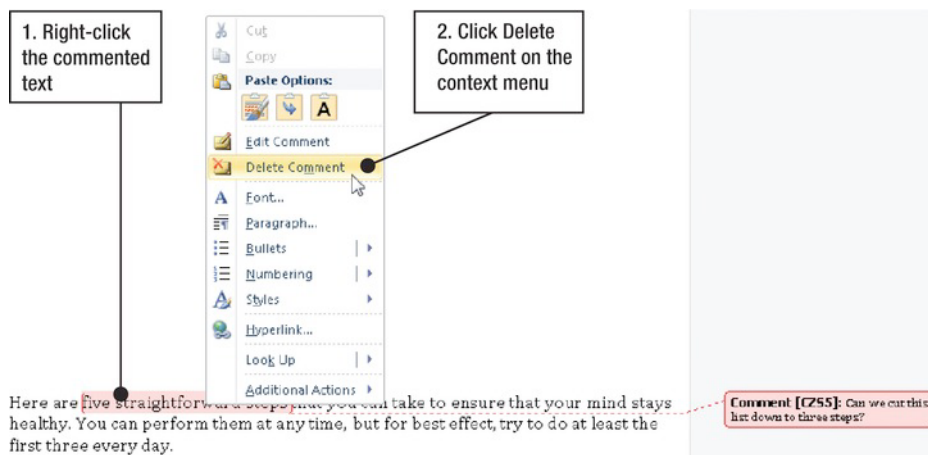 1. Right-click
the commented
text
Cut
Copy
Paste Options:
A
Edit Comment
Delete Comment
2. Click Delete
Comment on the
context menu
A Font...
Paragraph...
Bullets
Numbering
Styles
Hyperlink...
Look Up
Additional Actions
Here are five straightforward steps that you can take to ensure that your mind stays
healthy. You can perform them at any time, but for best effect, try to do at least the
first three every day.
Comment [CZS5]: Can we cut this
list down to three steps?